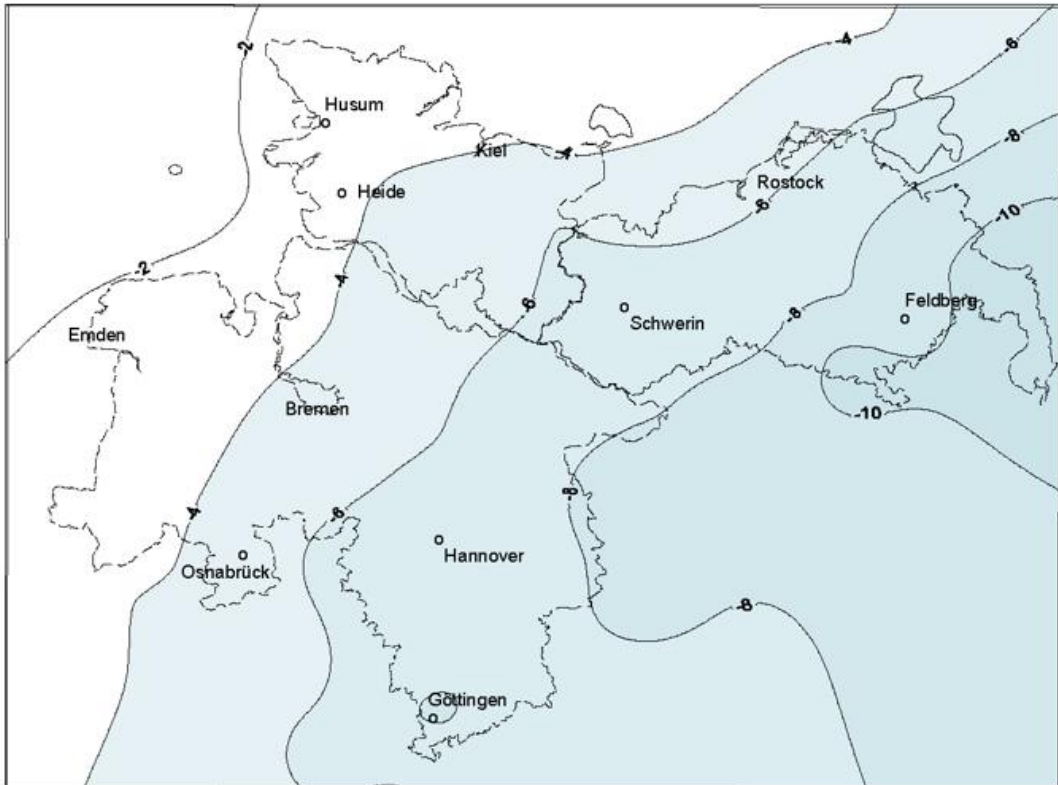 -4
-2
-6
Husum
-8
Kiel
-4
Rostock
Heide
-6
-10
-2
-4
-6
Feldberg
-8
Schwerin
Emden
Bremen
-10
-8
-4
-6
Hannover
Osnabrück
-8
Göttingen